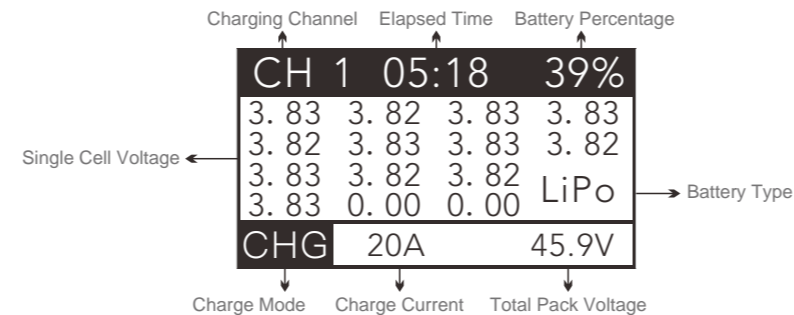 Charging Channel Elapsed Time Battery Percentage
CH 1 05:18 39%
3. 83 3. 82 3. 83 3. 83
3. 82 3. 83 3. 83 3. 82
Single Cell Voltage
3. 83 3. 82 3. 82
LiPo
Battery Type
3. 83 0. 00 0. 00
CHG 20A 45.9V
Charge Mode Charge Current Total Pack Voltage